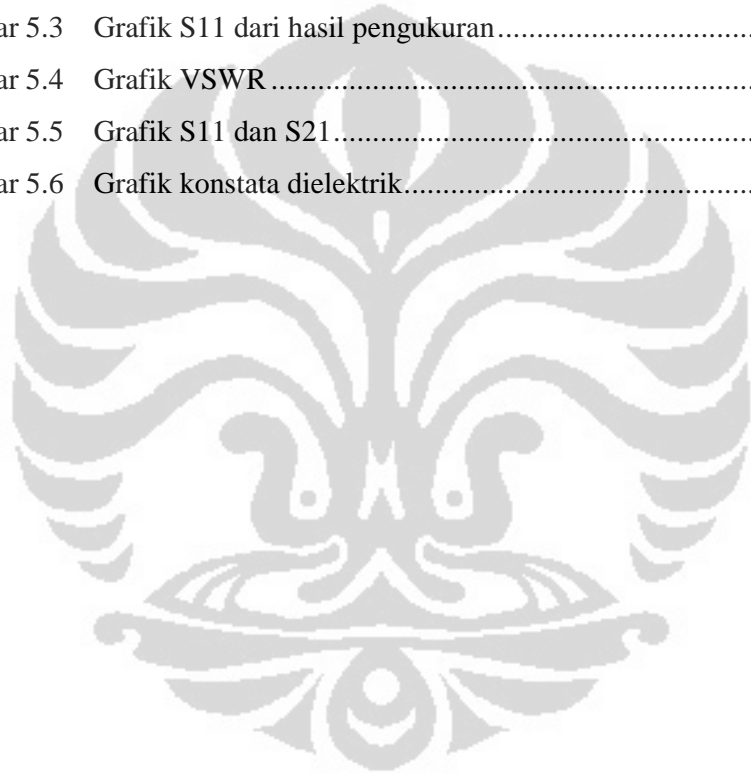 ar 5.3 Grafik S11 dari hasil pengukuran....................................
ar 5.4 Grafik VSWR........................................................................
ar 5.5 Grafik S11 dan S21..............................................................
ar 5.6 Grafik konstata dielektrik...................................................